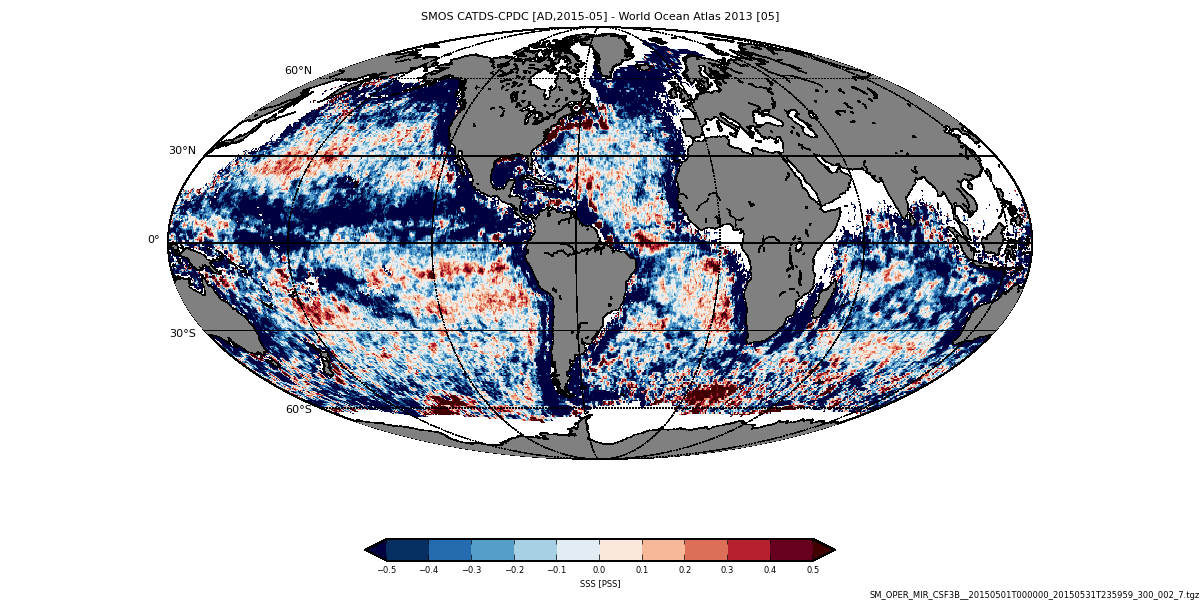 SMOS CATDS-CPDC [AD,2015-05] - World Ocean Atlas 2013 [05]
60°N
30°N
0°
30°S
60°S
−0.5 −0.4 −0.3 −0.2 −0.1 0.0 0.1 0.2 0.3 0.4 0.5
SSS [PSS]
SM_OPER_MIR_CSF3B__20150501T000000_20150531T235959_300_002_7.tgz